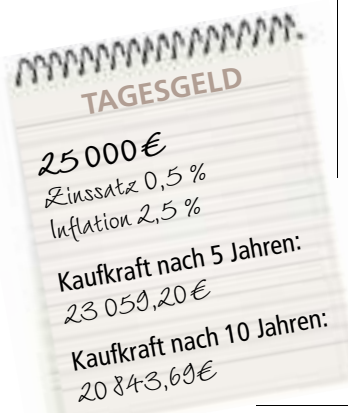 TAGESGELD
25 000 €
Zinssatz 0,5 %
Inflation 2,5 %
Kaufkraft nach 5 Jahren:
23 059,20 €
Kaufkraft nach 10 Jahren:
20 843,69€